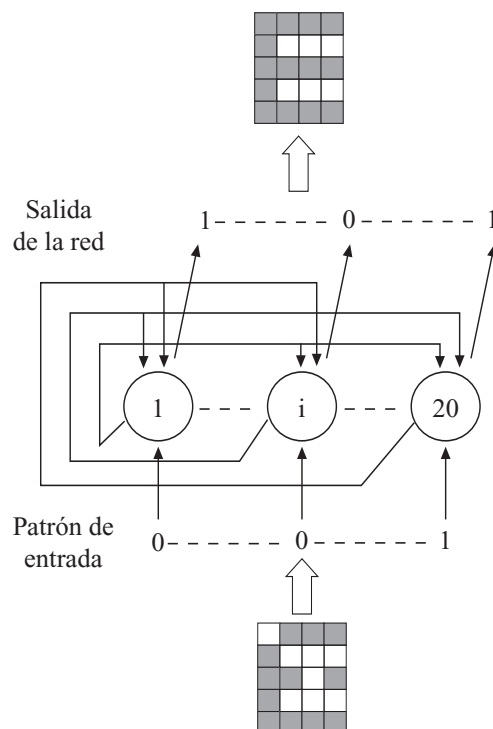 1 0 1
Salida
de la red
1 i 20
Patrón de
entrada
0 0 1